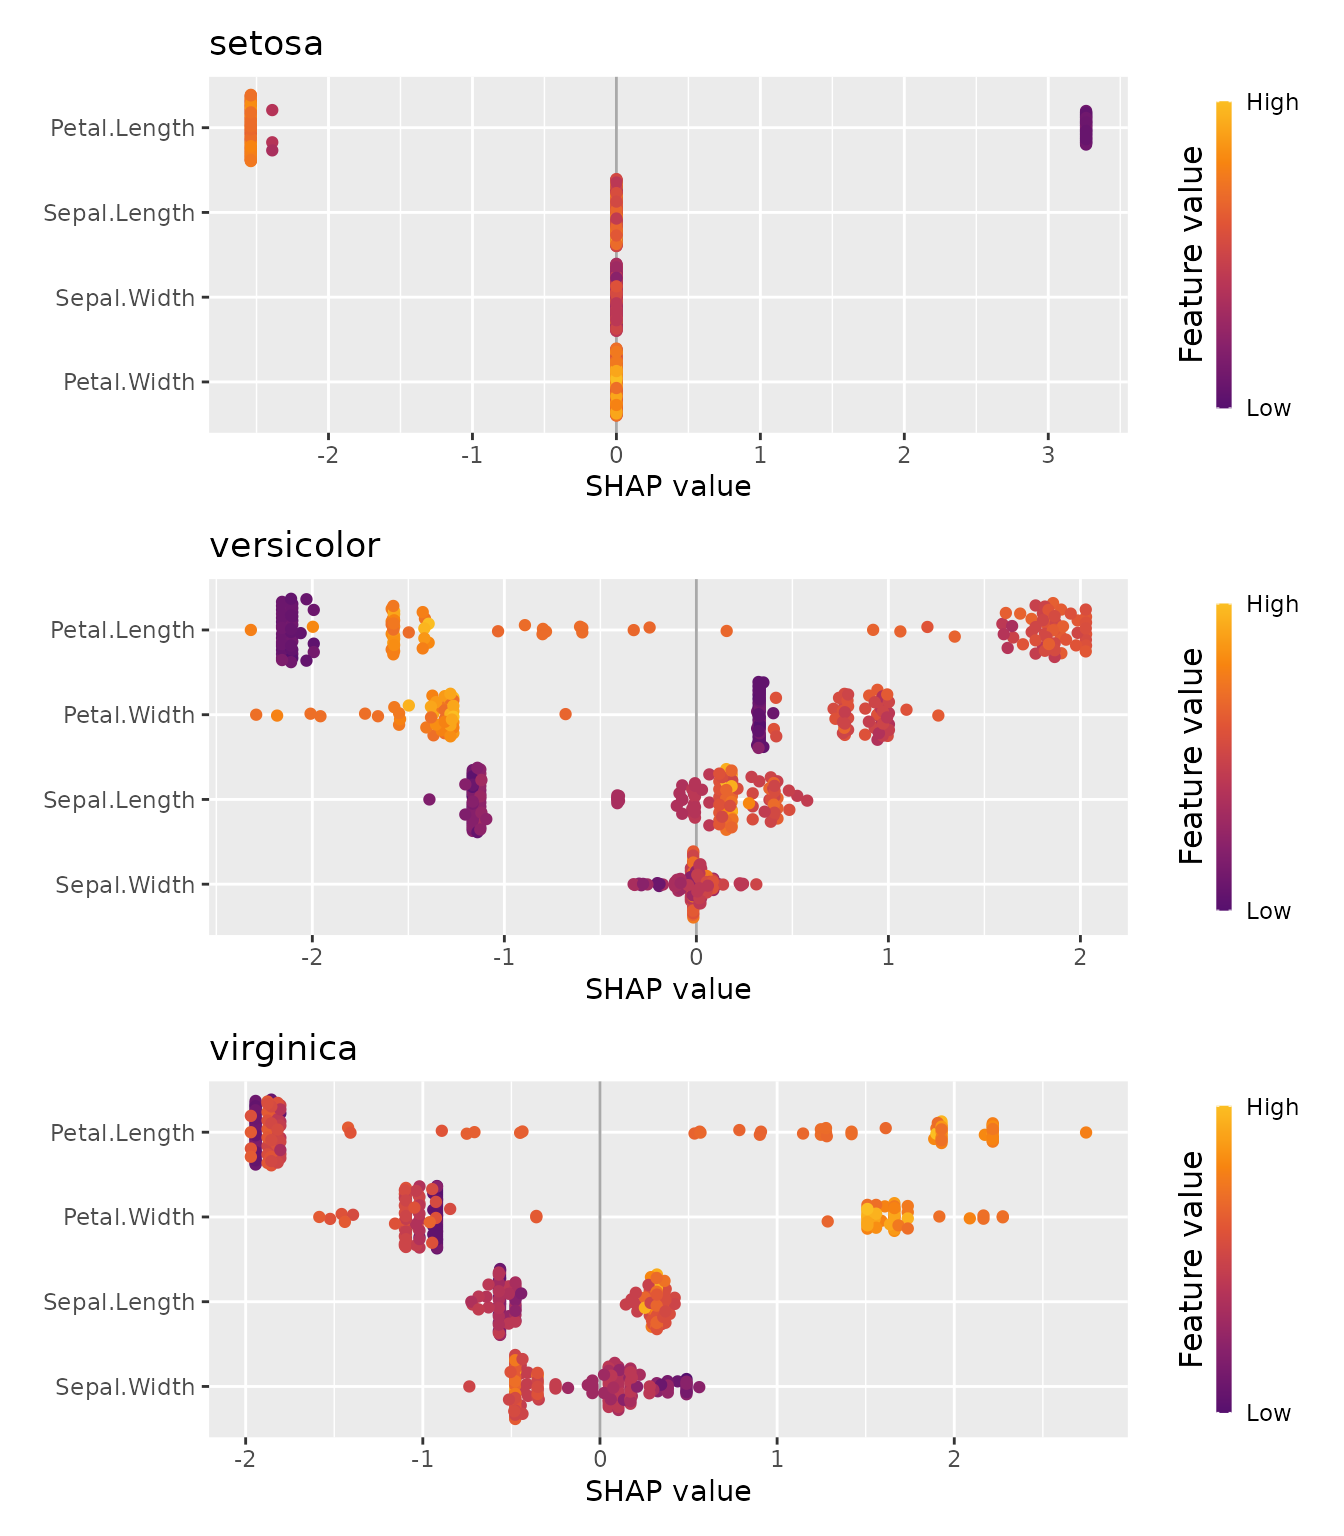 setosa
Petal.Length
Sepal.Length
Sepal.Width
Petal.Width
-2 -1 0 1 2 3
SHAP value
Feature value
High
Low
versicolor
Petal.Length
Petal.Width
Sepal.Length
Sepal.Width
-2 -1 0 1 2
SHAP value
Feature value
High
Low
virginica
Petal.Length
Petal.Width
Sepal.Length
Sepal.Width
-2 -1 0 1 2
SHAP value
Feature value
High
Low